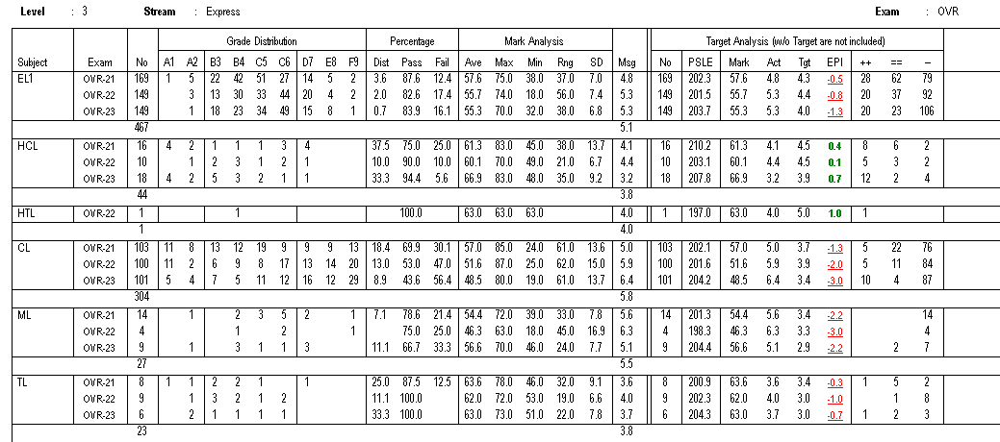 Level : 3 Stream : Express Exam : OVR
Grade Distribution Percentage Mark Analysis Target Analysis (w/o Target are not included)
Subject Exam No A1 A2 B3 B4 C5 C6 D7 E8 F9 Dist Pass Fail Ave Max Min Rng SD Msg No PSLE Mark Act Tgt EPI ++ == --
EL1 OVR-21 169 1 5 22 42 51 27 14 5 2 3.6 87.6 12.4 57.6 75.0 38.0 37.0 7.0 4.8 169 202.3 57.6 4.8 4.3 -0.5 28 62 79
OVR-22 149 3 13 30 33 44 20 4 2 2.0 82.6 17.4 55.7 74.0 18.0 56.0 7.4 5.3 149 201.5 55.7 5.3 4.4 -0.8 20 37 92
OVR-23 149 1 18 23 34 49 15 8 1 0.7 83.9 16.1 55.3 70.0 32.0 38.0 6.8 5.3 149 203.7 55.3 5.3 4.0 -1.3 20 23 106
467 5.1
HCL OVR-21 16 4 2 1 1 1 3 4 37.5 75.0 25.0 61.3 83.0 45.0 38.0 13.7 4.1 16 210.2 61.3 4.1 4.5 0.4 8 6 2
OVR-22 10 1 2 3 1 2 1 10.0 90.0 10.0 60.1 70.0 49.0 21.0 6.7 4.4 10 203.1 60.1 4.4 4.5 0.1 5 3 2
OVR-23 18 4 2 5 3 2 1 1 33.3 94.4 5.6 66.9 83.0 48.0 35.0 9.2 3.2 18 207.8 66.9 3.2 3.9 0.7 12 2 4
44 3.8
HTL OVR-22 1 1 100.0 63.0 63.0 63.0 4.0 1 197.0 63.0 4.0 5.0 1.0 1
1 4.0
CL OVR-21 103 11 8 13 12 19 9 9 9 13 18.4 69.9 30.1 57.0 85.0 24.0 61.0 13.6 5.0 103 202.1 57.0 5.0 3.7 -1.3 5 22 76
OVR-22 100 11 2 6 9 8 17 13 14 20 13.0 53.0 47.0 51.6 87.0 25.0 62.0 15.0 5.9 100 201.6 51.6 5.9 3.9 -2.0 5 11 84
OVR-23 101 5 4 7 5 11 12 16 12 29 8.9 43.6 56.4 48.5 80.0 19.0 61.0 13.7 6.4 101 204.2 48.5 6.4 3.4 -3.0 10 4 87
304 5.8
ML OVR-21 14 1 2 3 5 2 1 7.1 78.6 21.4 54.4 72.0 39.0 33.0 7.8 5.6 14 201.3 54.4 5.6 3.4 -2.2 14
OVR-22 4 1 2 1 75.0 25.0 46.3 63.0 18.0 45.0 16.9 6.3 4 198.3 46.3 6.3 3.3 -3.0 4
OVR-23 9 1 3 1 1 3 11.1 66.7 33.3 56.6 70.0 46.0 24.0 7.7 5.1 9 204.4 56.6 5.1 2.9 -2.2 2 7
27 5.5
TL OVR-21 8 1 1 2 2 1 1 25.0 87.5 12.5 63.6 78.0 46.0 32.0 9.1 3.6 8 200.9 63.6 3.6 3.4 -0.3 1 5 2
OVR-22 9 1 3 2 1 2 11.1 100.0 62.0 72.0 53.0 19.0 6.6 4.0 9 202.3 62.0 4.0 3.0 -1.0 1 8
OVR-23 6 2 1 1 1 1 33.3 100.0 63.0 73.0 51.0 22.0 7.8 3.7 6 204.3 63.0 3.7 3.0 -0.7 1 2 3
23 3.8